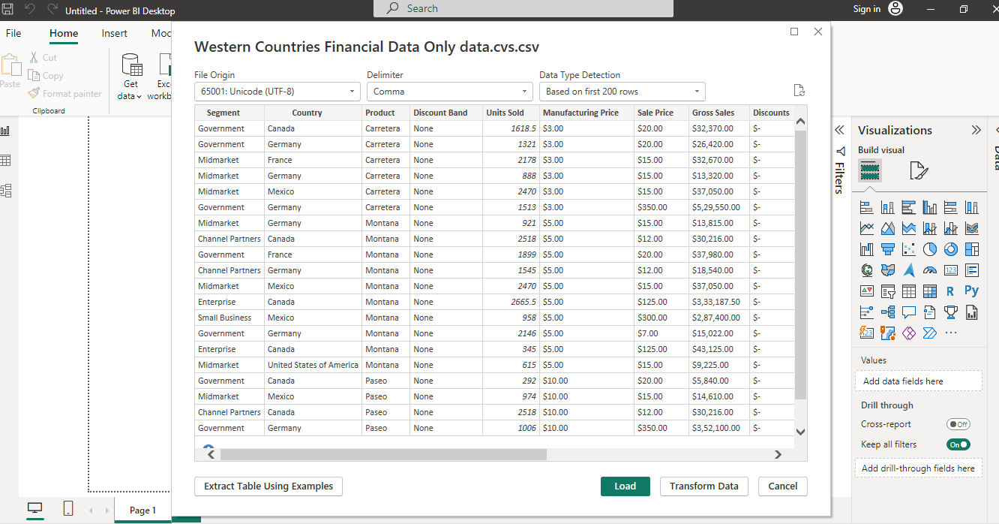 Untitled - Power BI Desktop
Search
Sign in
File Home Insert Mod
Cut
Copy
Format painter
Paste
Clipboard
Get data
Exc
workb
Western Countries Financial Data Only data.cvs.csv
File Origin Delimiter Data Type Detection
65001: Unicode (UTF-8) Comma Based on first 200 rows
Segment Country Product Discount Band Units Sold Manufacturing Price Sale Price Gross Sales Discounts
Government Canada Carretera None 1618.5 $3.00 $20.00 $32,370.00 $-
Government Germany Carretera None 1321 $3.00 $20.00 $26,420.00 $-
Midmarket France Carretera None 2178 $3.00 $15.00 $32,670.00 $-
Midmarket Germany Carretera None 888 $3.00 $15.00 $13,320.00 $-
Midmarket Mexico Carretera None 2470 $3.00 $15.00 $37,050.00 $-
Government Germany Carretera None 1513 $3.00 $350.00 $5,29,550.00 $-
Midmarket Germany Montana None 921 $5.00 $15.00 $13,815.00 $-
Channel Partners Canada Montana None 2518 $5.00 $12.00 $30,216.00 $-
Government France Montana None 1899 $5.00 $20.00 $37,980.00 $-
Channel Partners Germany Montana None 1545 $5.00 $12.00 $18,540.00 $-
Midmarket Mexico Montana None 2470 $5.00 $15.00 $37,050.00 $-
Enterprise Canada Montana None 2665.5 $5.00 $125.00 $3,33,187.50 $-
Small Business Mexico Montana None 958 $5.00 $300.00 $2,87,400.00 $-
Government Germany Montana None 2146 $5.00 $7.00 $15,022.00 $-
Enterprise Canada Montana None 345 $5.00 $125.00 $43,125.00 $-
Midmarket United States of America Montana None 615 $5.00 $15.00 $9,225.00 $-
Government Canada Paseo None 292 $10.00 $20.00 $5,840.00 $-
Midmarket Mexico Paseo None 974 $10.00 $15.00 $14,610.00 $-
Channel Partners Canada Paseo None 2518 $10.00 $12.00 $30,216.00 $-
Government Germany Paseo None 1006 $10.00 $350.00 $3,52,100.00 $-
Extract Table Using Examples Load Transform Data Cancel
Page 1
Filters
Visualizations
Build visual
123
R Py
123
Values
Add data fields here
Drill through
Cross-report Off
Keep all filters On
Add drill-through fields here
Data